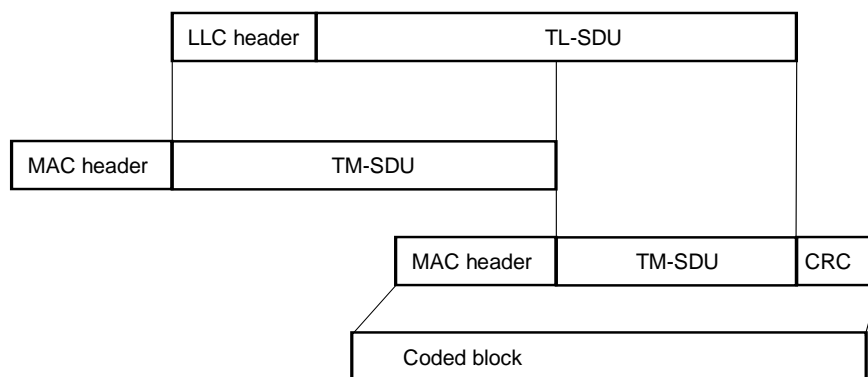 LLC header TL-SDU
MAC header TM-SDU
MAC header TM-SDU CRC
Coded block